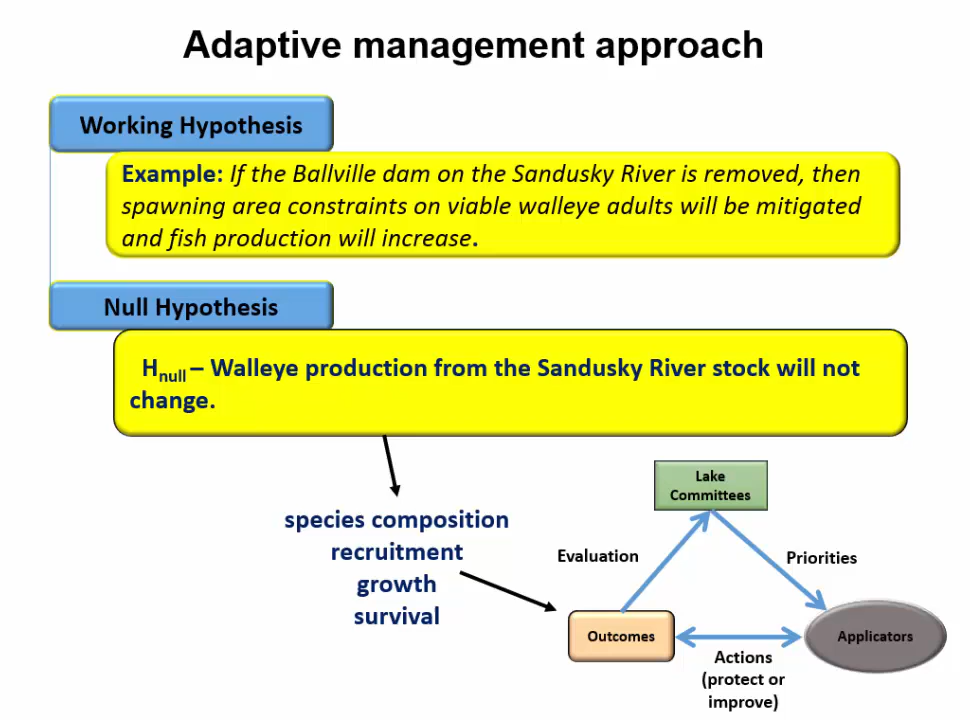 Adaptive management approach
Working Hypothesis
Example: If the Ballville dam on the Sandusky River is removed, then
spawning area constraints on viable walleye adults will be mitigated
and fish production will increase.
Null Hypothesis
Hnull – Walleye production from the Sandusky River stock will not
change.
species composition
recruitment
growth
survival
Lake
Committees
Evaluation
Priorities
Outcomes
Applicators
Actions
(protect or
improve)